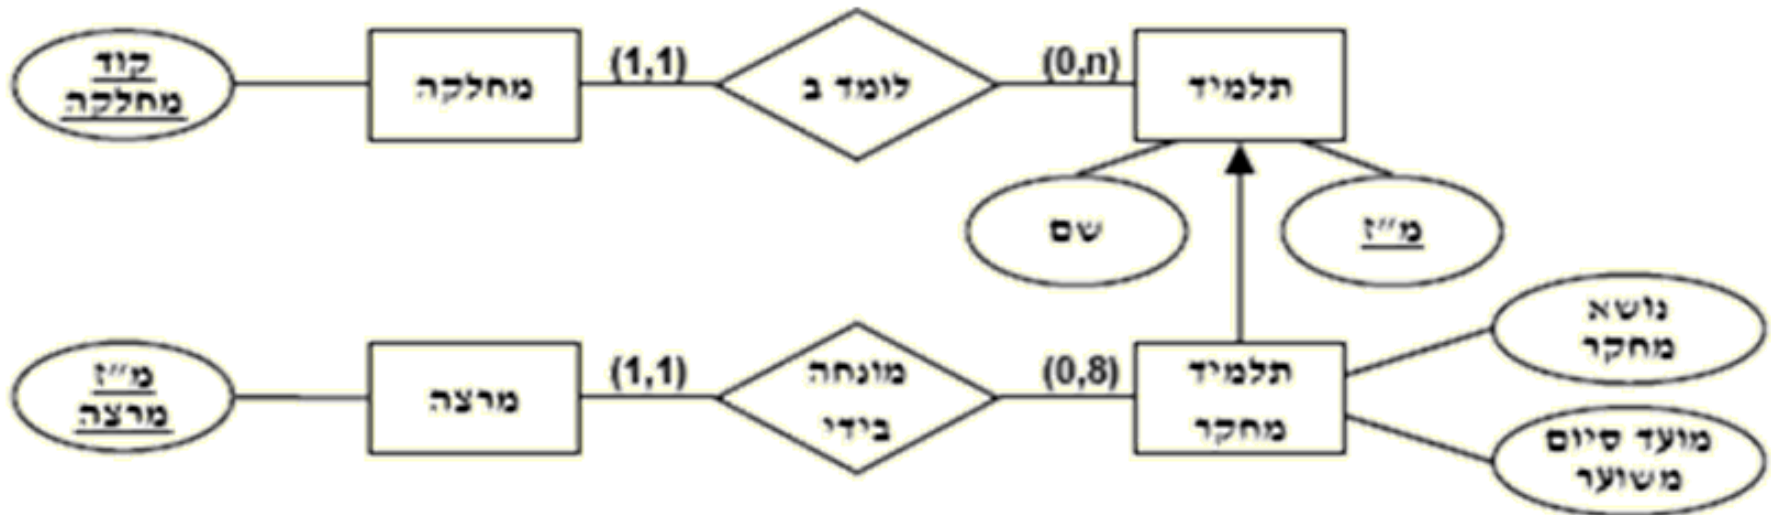 תלמיד
(0,n)
לומד ב
(1,1)
מחלקה
קוד
מחלקה
מ״ז
שם
נושא
מחקר
מועד סיום
משוער
תלמיד
מחקר
(0,8)
מונחה
בידי
(1,1)
מרצה
מ״ז
מרצה